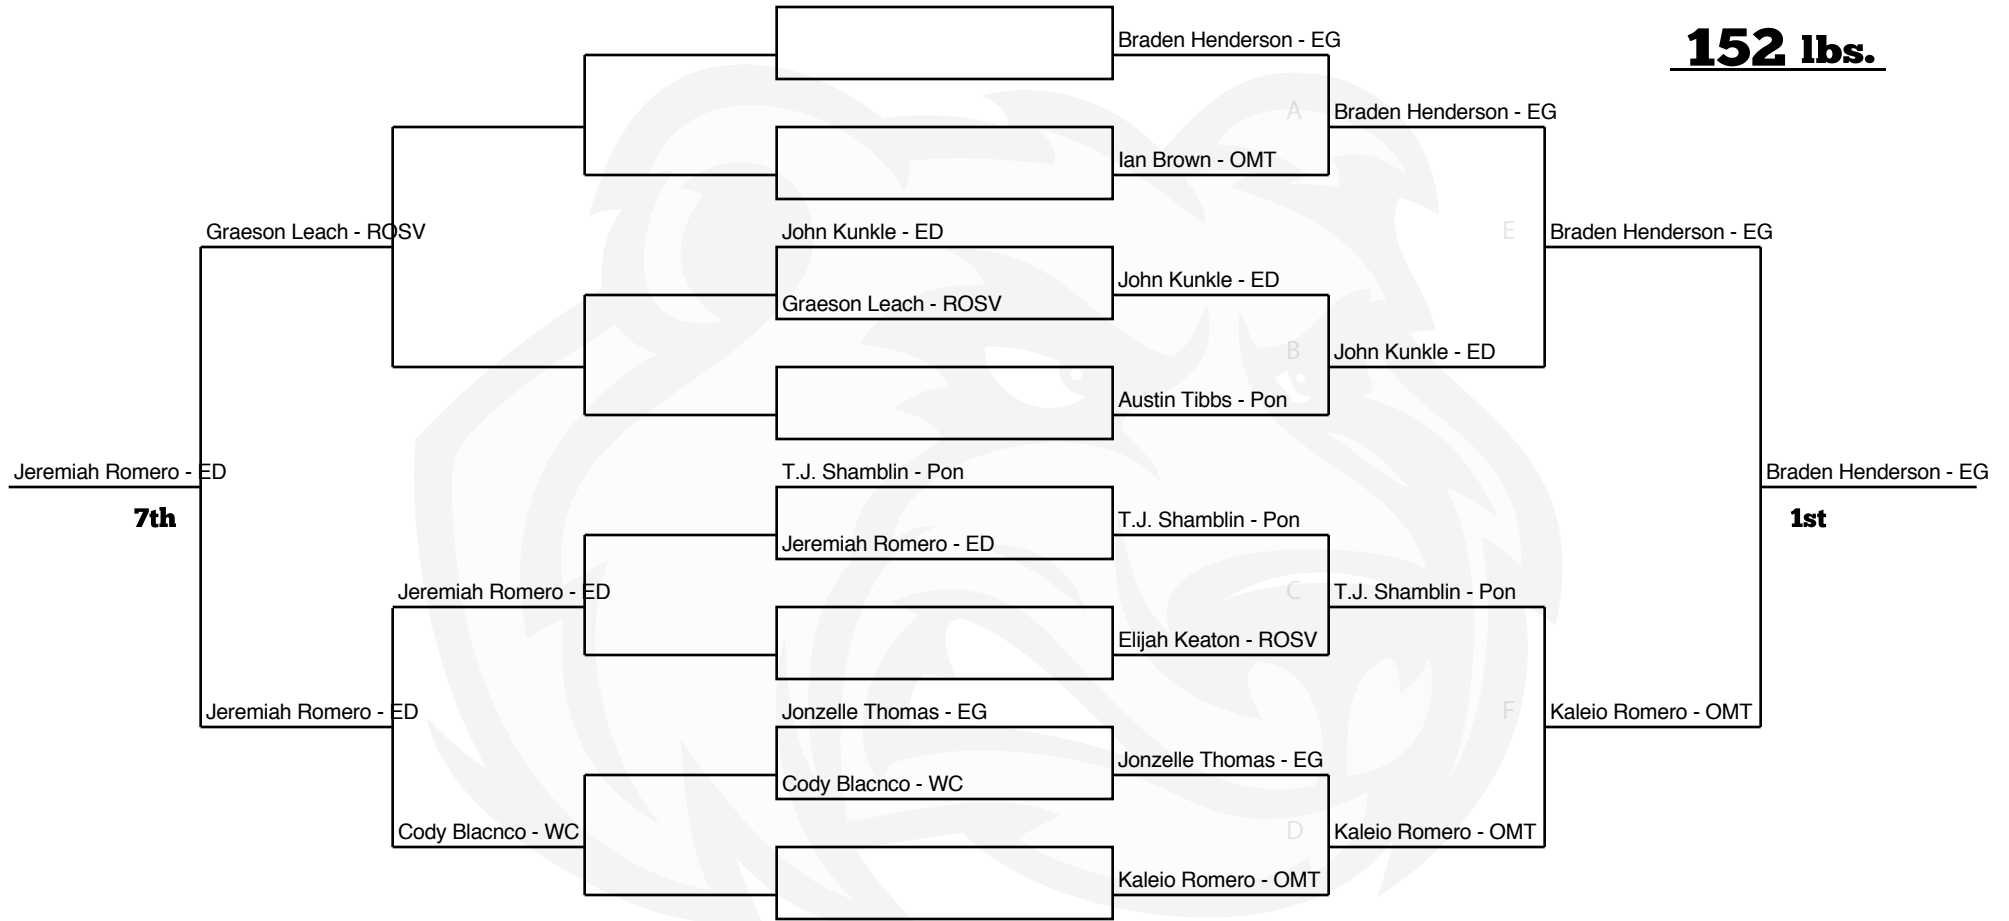 152 lbs.
Braden Henderson - EG
A
Braden Henderson - EG
Ian Brown - OMT
Graeson Leach - ROSV
John Kunkle - ED
E
Braden Henderson - EG
John Kunkle - ED
Graeson Leach - ROSV
B
John Kunkle - ED
Austin Tibbs - Pon
Jeremiah Romero - ED
T.J. Shamblin - Pon
Braden Henderson - EG
7th
T.J. Shamblin - Pon
1st
Jeremiah Romero - ED
Jeremiah Romero - ED
C
T.J. Shamblin - Pon
Elijah Keaton - ROSV
Jeremiah Romero - ED
Jonzelle Thomas - EG
F
Kaleio Romero - OMT
Jonzelle Thomas - EG
Cody Blacnco - WC
Cody Blacnco - WC
D
Kaleio Romero - OMT
Kaleio Romero - OMT